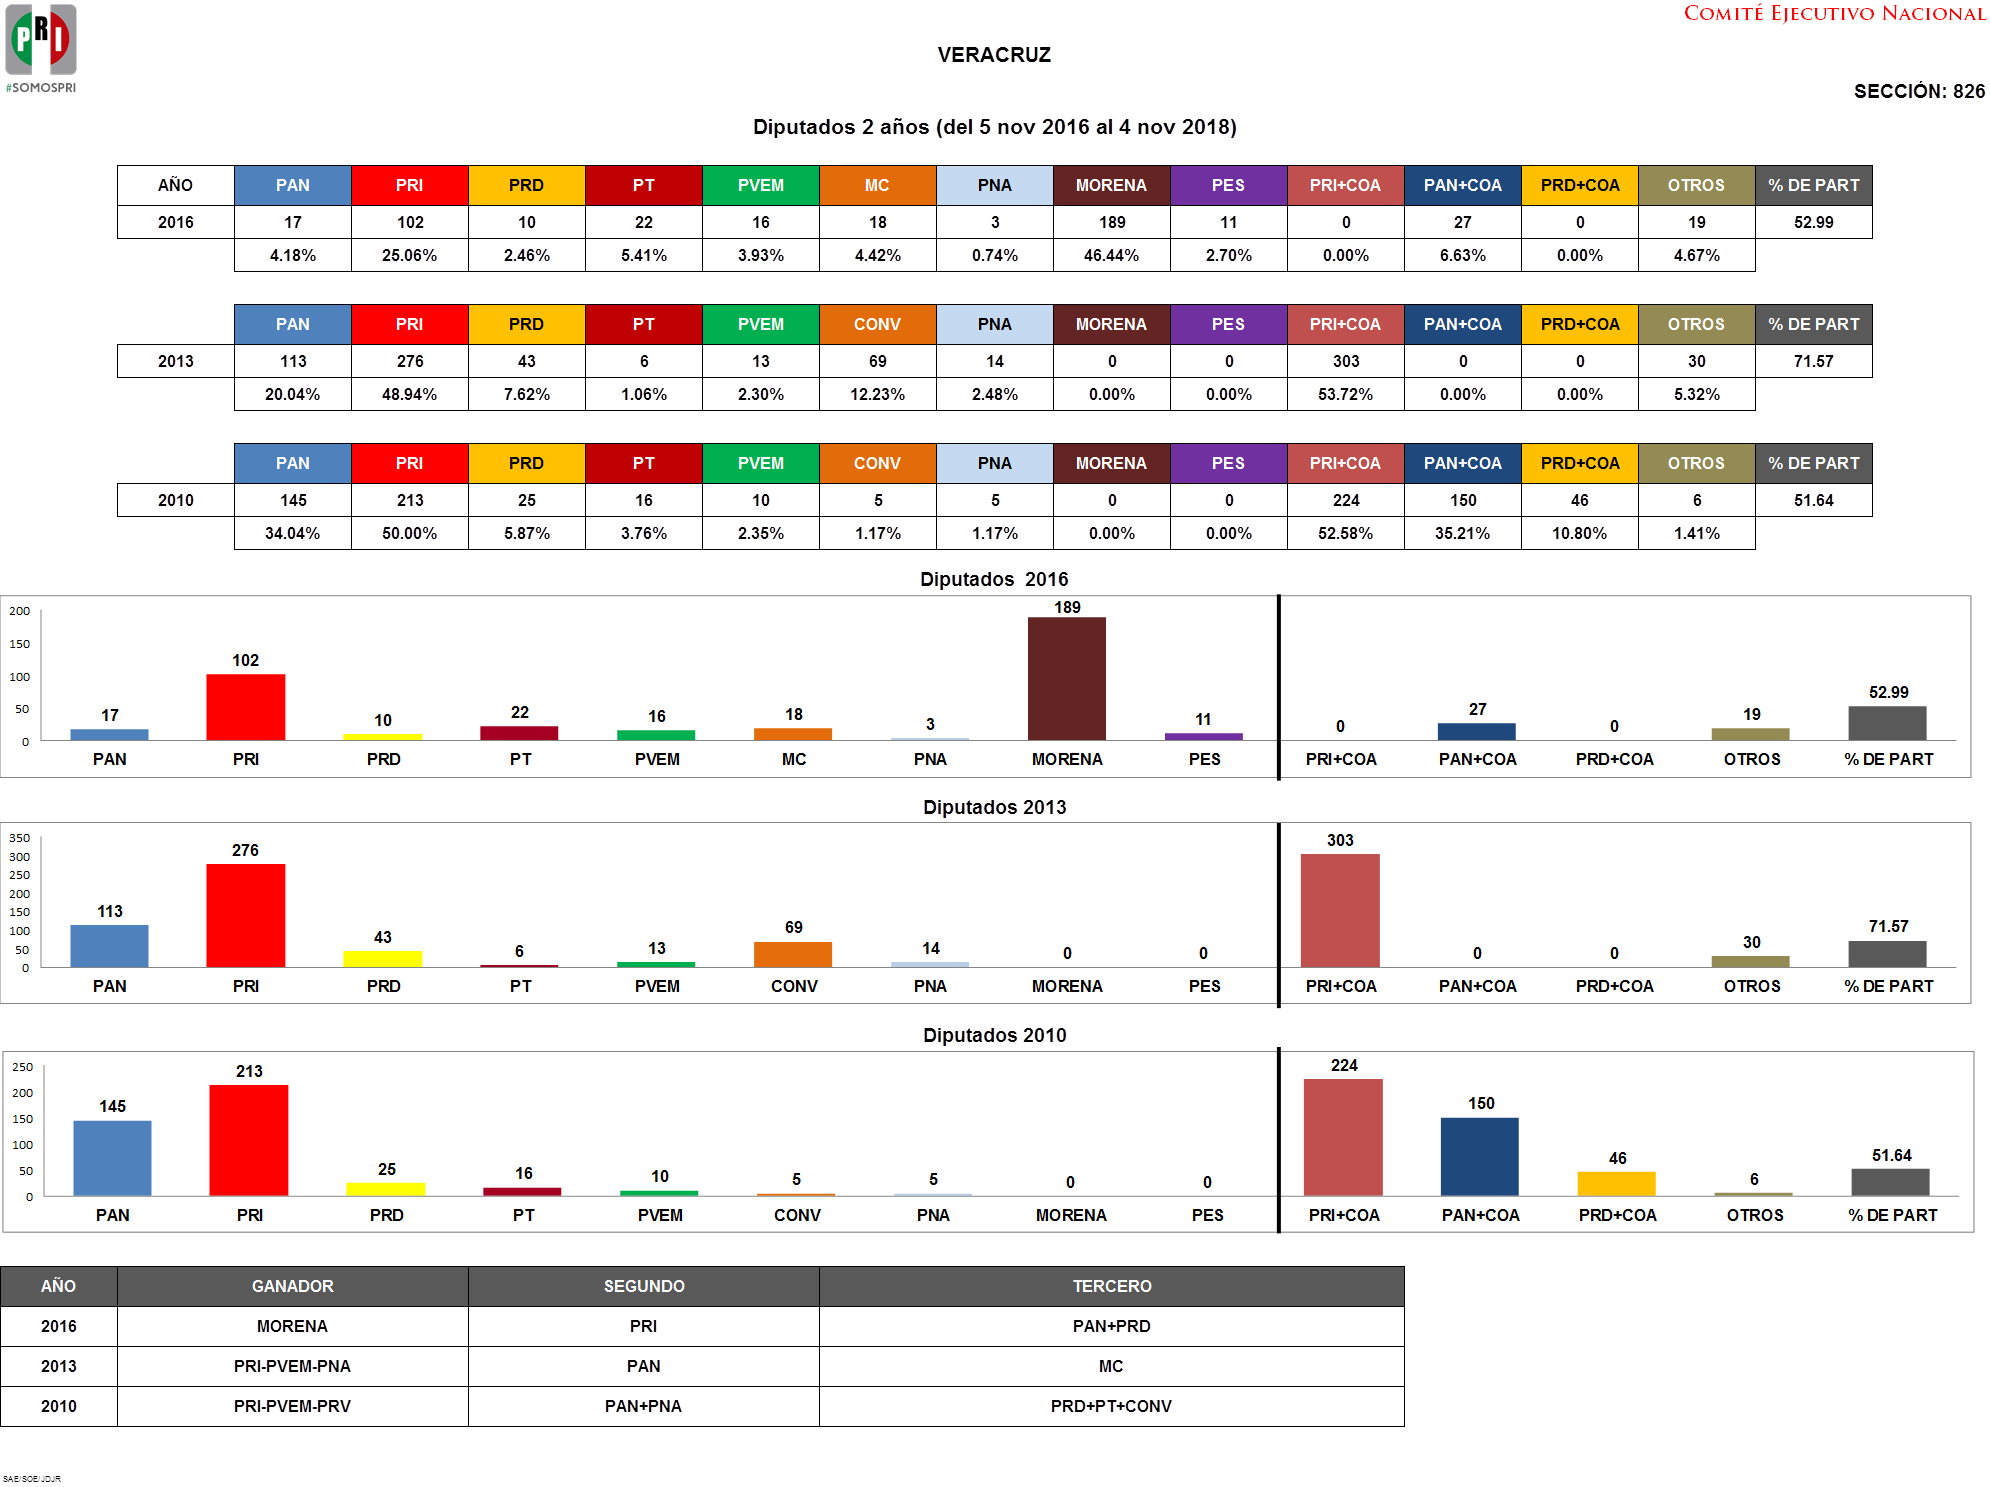 PRI
#SOMOSPRI
COMITÉ EJECUTIVO NACIONAL
VERACRUZ
SECCIÓN: 826
Diputados 2 años (del 5 nov 2016 al 4 nov 2018)
AÑO PAN PRI PRD PT PVEM MC PNA MORENA PES PRI+COA PAN+COA PRD+COA OTROS % DE PART
2016 17 102 10 22 16 18 3 189 11 0 27 0 19 52.99
4.18% 25.06% 2.46% 5.41% 3.93% 4.42% 0.74% 46.44% 2.70% 0.00% 6.63% 0.00% 4.67%
PAN PRI PRD PT PVEM CONV PNA MORENA PES PRI+COA PAN+COA PRD+COA OTROS % DE PART
2013 113 276 43 6 13 69 14 0 0 303 0 0 30 71.57
20.04% 48.94% 7.62% 1.06% 2.30% 12.23% 2.48% 0.00% 0.00% 53.72% 0.00% 0.00% 5.32%
PAN PRI PRD PT PVEM CONV PNA MORENA PES PRI+COA PAN+COA PRD+COA OTROS % DE PART
2010 145 213 25 16 10 5 5 0 0 224 150 46 6 51.64
34.04% 50.00% 5.87% 3.76% 2.35% 1.17% 1.17% 0.00% 0.00% 52.58% 35.21% 10.80% 1.41%
Diputados 2016
200
150
100
50
0
17 102 10 22 16 18 3 189 11 0 27 0 19 52.99
PAN PRI PRD PT PVEM MC PNA MORENA PES PRI+COA PAN+COA PRD+COA OTROS % DE PART
Diputados 2013
350
300
250
200
150
100
50
0
113 276 43 6 13 69 14 0 0 303 0 0 30 71.57
PAN PRI PRD PT PVEM CONV PNA MORENA PES PRI+COA PAN+COA PRD+COA OTROS % DE PART
Diputados 2010
250
200
150
100
50
0
145 213 25 16 10 5 5 0 0 224 150 46 6 51.64
PAN PRI PRD PT PVEM CONV PNA MORENA PES PRI+COA PAN+COA PRD+COA OTROS % DE PART
AÑO GANADOR SEGUNDO TERCERO
2016 MORENA PRI PAN+PRD
2013 PRI-PVEM-PNA PAN MC
2010 PRI-PVEM-PRV PAN+PNA PRD+PT+CONV
SAE/SOE/JDJR